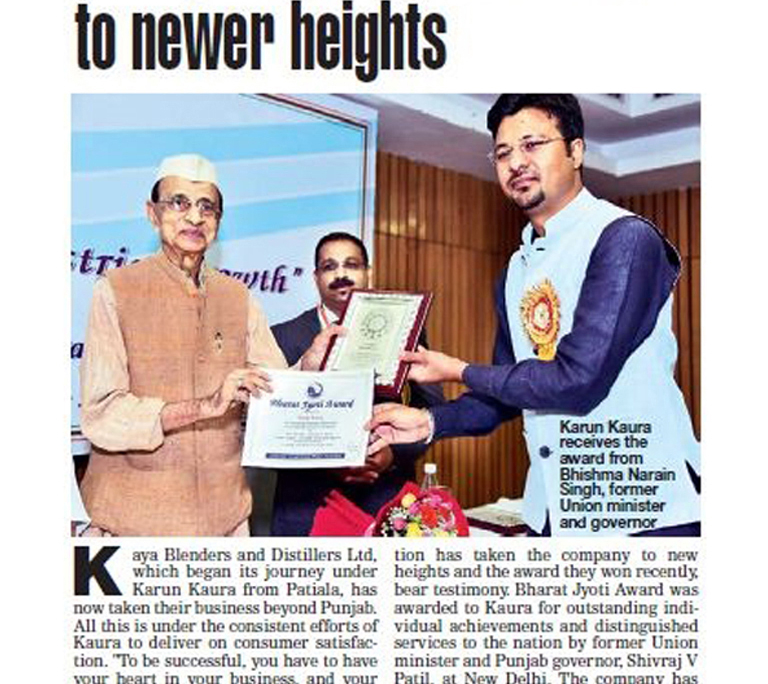 to newer heights
stri
wth"
Bharat Jyoti Award
Karun Kaura
receives the
award from
Bhishma Narain
Singh, former
Union minister
and governor
Kaya Blenders and Distillers Ltd,
which began its journey under
Karun Kaura from Patiala, has
now taken their business beyond Punjab.
All this is under the consistent efforts of
Kaura to deliver on consumer satisfac-
tion. "To be successful, you have to have
your heart in your business, and your
tion has taken the company to new
heights and the award they won recently,
bear testimony. Bharat Jyoti Award was
awarded to Kaura for outstanding indi-
vidual achievements and distinguished
services to the nation by former Union
minister and Punjab governor, Shivraj V
Patil, at New Delhi. The company has